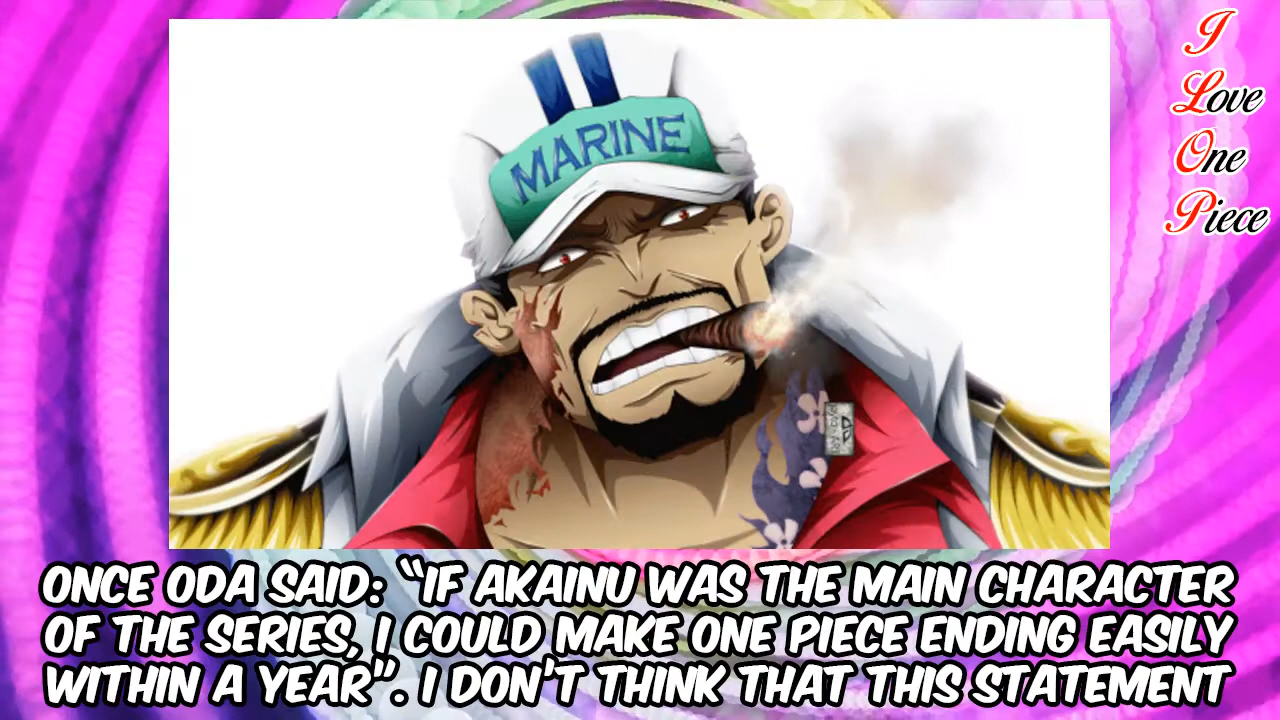 I
Love
One
Piece
MARINE
ONCE ODA SAID: “IF AKAINU WAS THE MAIN CHARACTER
OF THE SERIES, I COULD MAKE ONE PIECE ENDING EASILY
WITHIN A YEAR”. I DON'T THINK THAT THIS STATEMENT